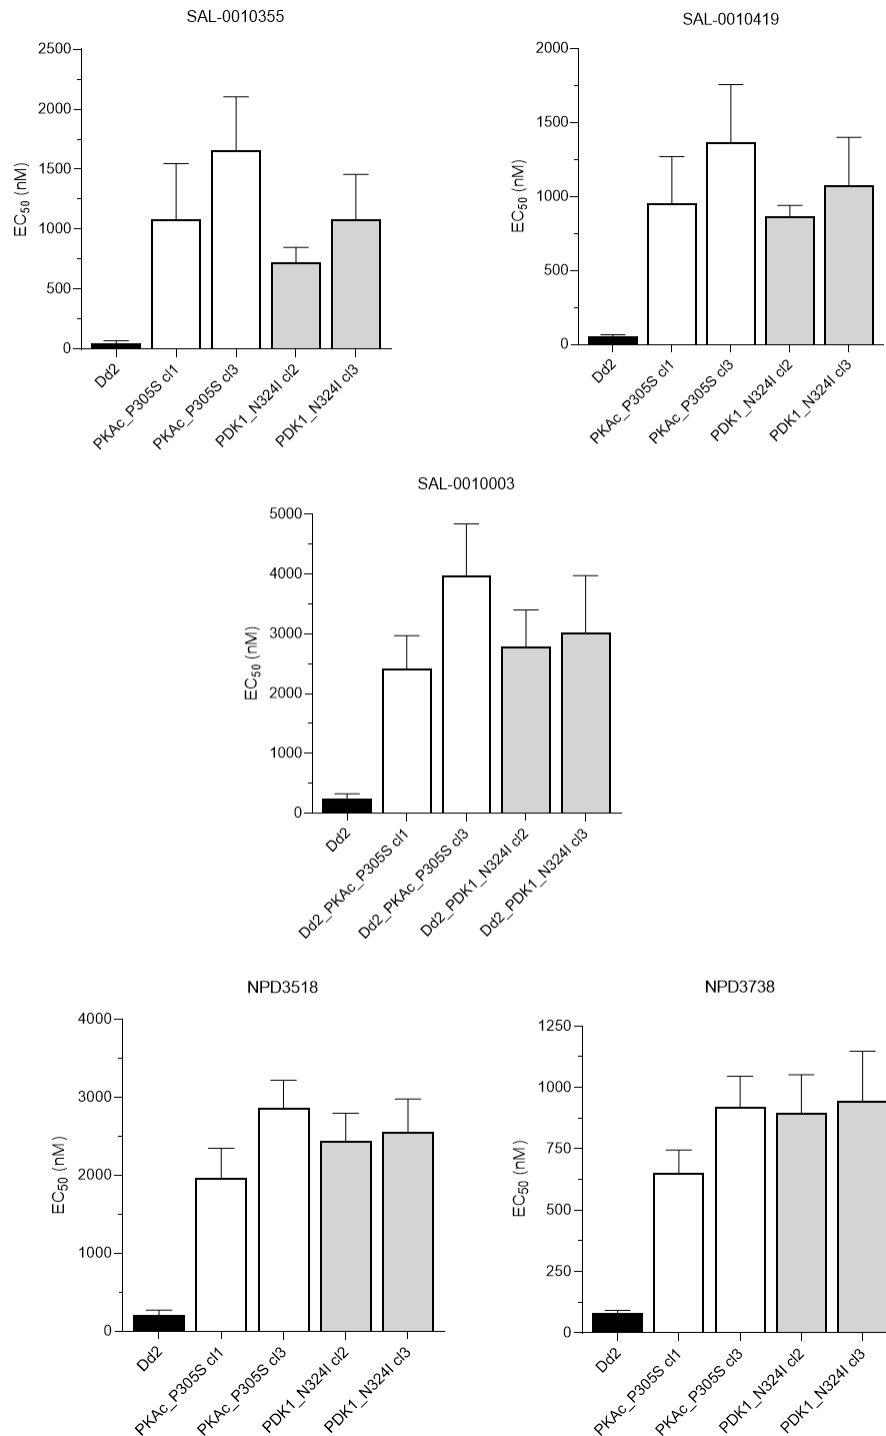 SAL-0010355
EC50 (nM)
2500
2000
1500
1000
500
0
Dd2
PKAc_P305S cl1
PKAc_P305S cl3
PDK1_N324I cl2
PDK1_N324I cl3
SAL-0010419
EC50 (nM)
2000
1500
1000
500
0
Dd2
PKAc_P305S cl1
PKAc_P305S cl3
PDK1_N324I cl2
PDK1_N324I cl3
SAL-0010003
EC50 (nM)
5000
4000
3000
2000
1000
0
Dd2
Dd2_PKAc_P305S cl1
Dd2_PKAc_P305S cl3
Dd2_PDK1_N324I cl2
Dd2_PDK1_N324I cl3
NPD3518
EC50 (nM)
4000
3000
2000
1000
0
Dd2
PKAc_P305S cl1
PKAc_P305S cl3
PDK1_N324I cl2
PDK1_N324I cl3
NPD3738
EC50 (nM)
1250
1000
750
500
250
0
Dd2
PKAc_P305S cl1
PKAc_P305S cl3
PDK1_N324I cl2
PDK1_N324I cl3